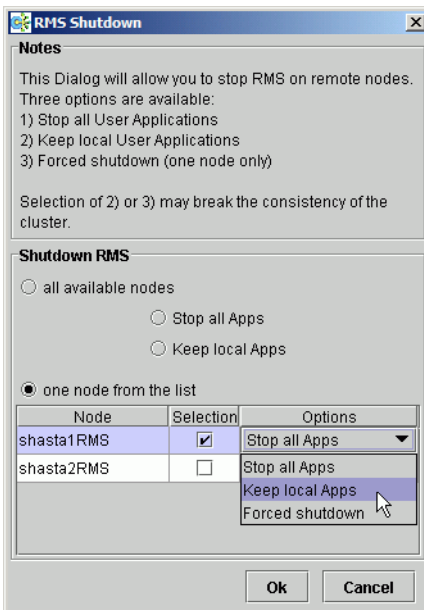 RMS Shutdown
Notes
This Dialog will allow you to stop RMS on remote nodes.
Three options are available:
1) Stop all User Applications
2) Keep local User Applications
3) Forced shutdown (one node only)
Selection of 2) or 3) may break the consistency of the
cluster.
Shutdown RMS
all available nodes
Stop all Apps
Keep local Apps
one node from the list
Node Selection Options
shasta1RMS Stop all Apps
shasta2RMS Stop all Apps
Keep local Apps
Forced shutdown
Ok Cancel